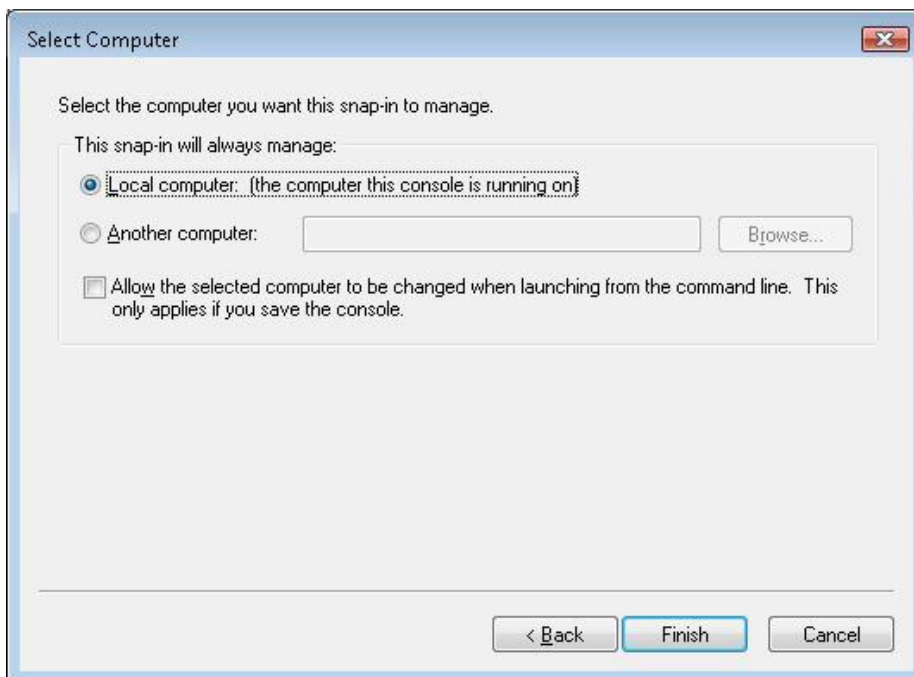 Select Computer
Select the computer you want this snap-in to manage.
This snap-in will always manage:
Local computer:  (the computer this console is running on)
Another computer:
Browse...
Allow the selected computer to be changed when launching from the command line.  This
only applies if you save the console.
< Back
Finish
Cancel